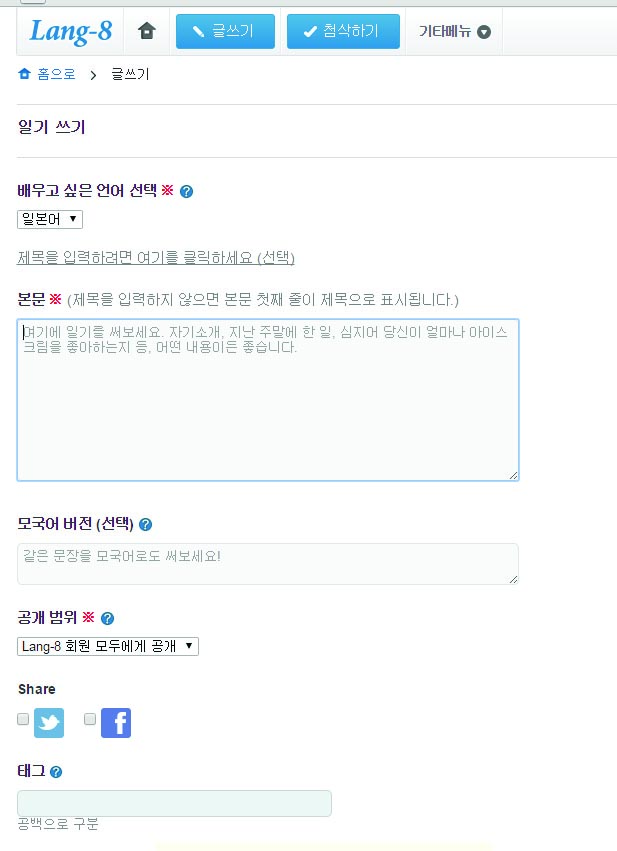 Lang-8 글쓰기 첨삭하기 기타메뉴
홈으로 > 글쓰기
일기 쓰기
배우고 싶은 언어 선택 ※ ?
일본어 ▼
제목을 입력하려면 여기를 클릭하세요 (선택)
본문 ※ (제목을 입력하지 않으면 본문 첫째 줄이 제목으로 표시됩니다.)
여기에 일기를 써보세요. 자기소개, 지난 주말에 한 일, 심지어 당신이 얼마나 아이스
크림을 좋아하는지 등, 어떤 내용이든 좋습니다.
모국어 버전 (선택) ?
같은 문장을 모국어로도 써보세요!
공개 범위 ※ ?
Lang-8 회원 모두에게 공개 ▼
Share
f
태그 ?
공백으로 구분